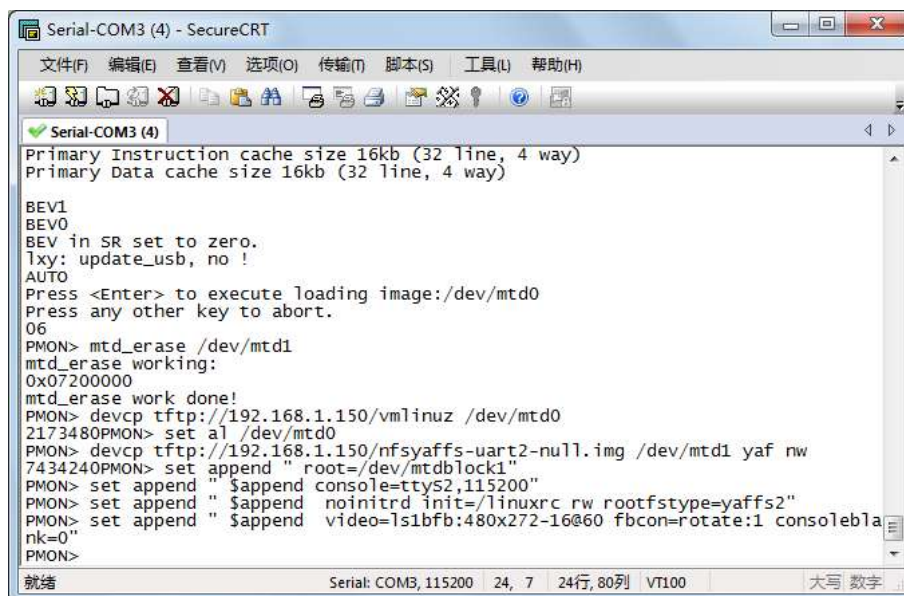 Serial-COM3 (4) - SecureCRT
文件(F) 编辑(E) 查看(V) 选项(O) 传输(T) 脚本(S) 工具(L) 帮助(H)
Serial-COM3 (4)
Primary Instruction cache size 16kb (32 line, 4 way)
Primary Data cache size 16kb (32 line, 4 way)
BEV1
BEV0
BEV in SR set to zero.
lxy: update_usb, no !
AUTO
Press <Enter> to execute loading image:/dev/mtd0
Press any other key to abort.
06
PMON> mtd_erase /dev/mtd1
mtd_erase working:
0x07200000
mtd_erase work done!
PMON> devcp tftp://192.168.1.150/vmlinuz /dev/mtd0
2173480PMON> set al /dev/mtd0
PMON> devcp tftp://192.168.1.150/nfsyaffs-uart2-null.img /dev/mtd1 yaf nw
7434240PMON> set append " root=/dev/mtdblock1"
PMON> set append " $append console=ttyS2,115200"
PMON> set append " $append  noinitrd init=/linuxrc rw rootfstype=yaffs2"
PMON> set append " $append  video=ls1bfb:480x272-16@60 fbcon=rotate:1 consolebla
nk=0"
PMON>
就绪 Serial: COM3, 115200 24, 7 24行, 80列 VT100 大写 数字